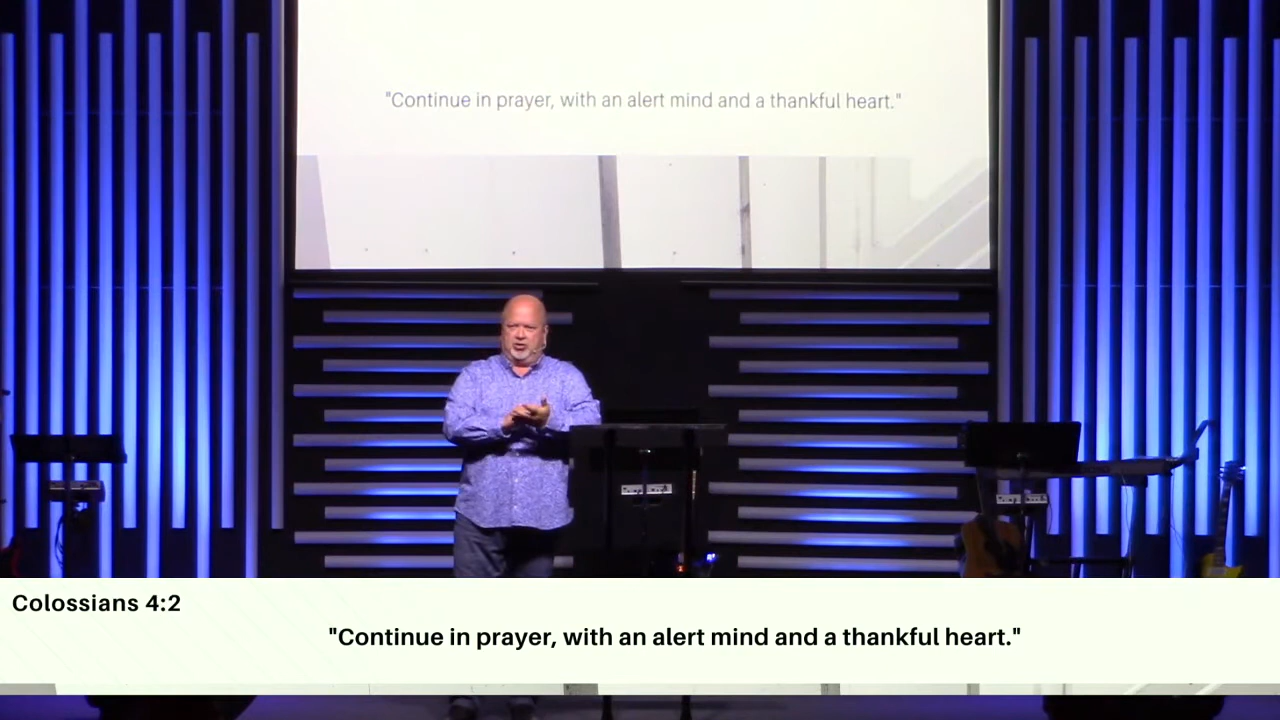 "Continue in prayer, with an alert mind and a thankful heart."
Colossians 4:2
"Continue in prayer, with an alert mind and a thankful heart."